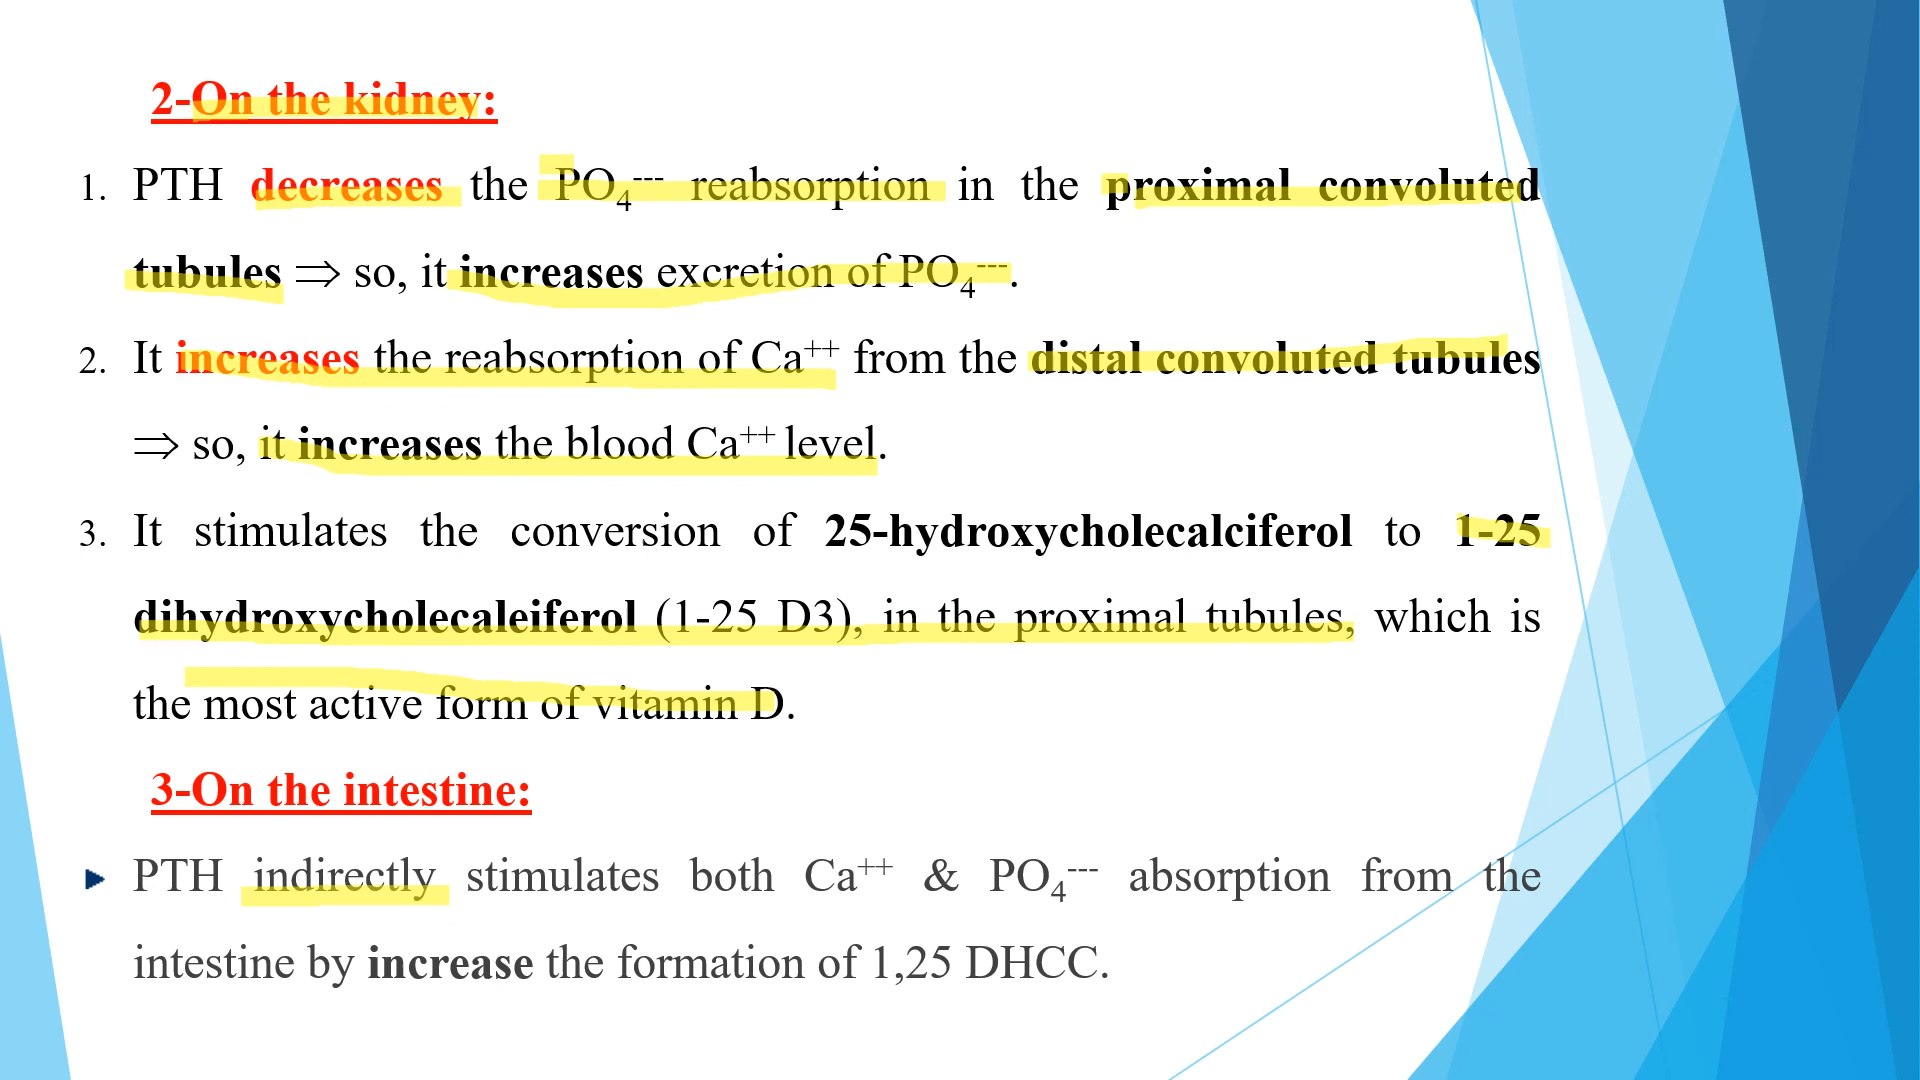 2-On the kidney:
1. PTH decreases the PO₄--- reabsorption in the proximal convoluted
tubules ⇒ so, it increases excretion of PO₄---.
2. It increases the reabsorption of Ca⁺⁺ from the distal convoluted tubules
⇒ so, it increases the blood Ca⁺⁺ level.
3. It stimulates the conversion of 25-hydroxycholecalciferol to 1-25
dihydroxycholecaleiferol (1-25 D3), in the proximal tubules, which is
the most active form of vitamin D.
3-On the intestine:
PTH indirectly stimulates both Ca⁺⁺ & PO₄--- absorption from the
intestine by increase the formation of 1,25 DHCC.